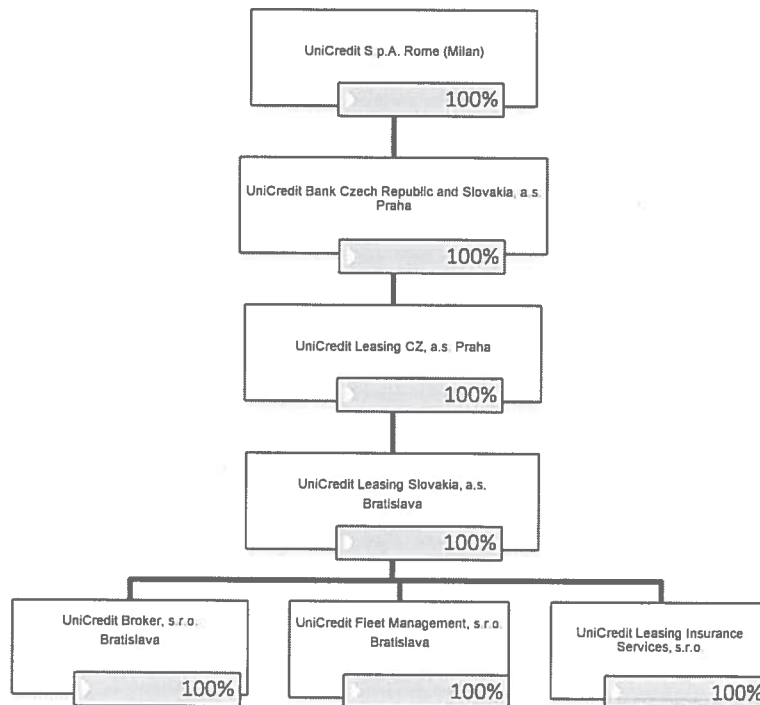 UniCredit S.p.A. Rome (Milan)
100%
UniCredit Bank Czech Republic and Slovakia, a.s.
Praha
100%
UniCredit Leasing CZ, a.s. Praha
100%
UniCredit Leasing Slovakia, a.s.
Bratislava
100%
UniCredit Broker, s.r.o.
Bratislava
100%
UniCredit Fleet Management, s.r.o.
Bratislava
100%
UniCredit Leasing Insurance
Services, s.r.o.
100%